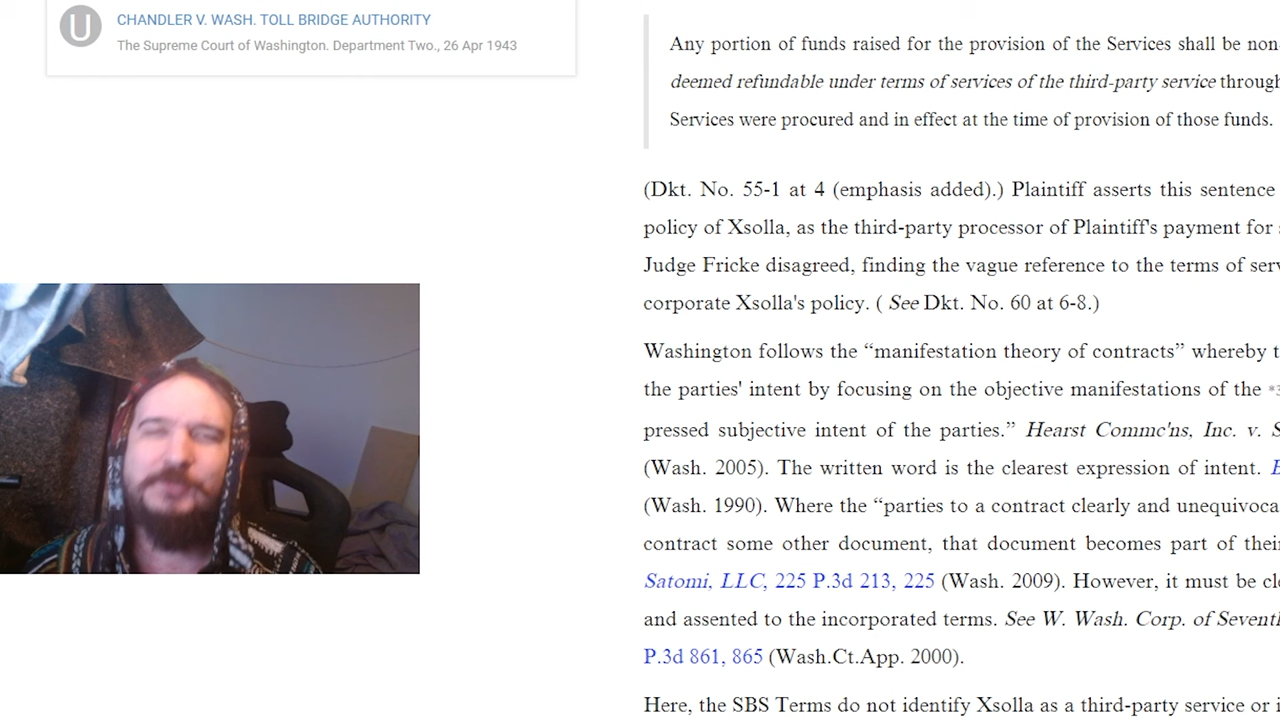 U
CHANDLER V. WASH. TOLL BRIDGE AUTHORITY
The Supreme Court of Washington. Department Two., 26 Apr 1943
Any portion of funds raised for the provision of the Services shall be non
deemed refundable under terms of services of the third-party service through
Services were procured and in effect at the time of provision of those funds.
(Dkt. No. 55-1 at 4 (emphasis added).) Plaintiff asserts this sentence
policy of Xsolla, as the third-party processor of Plaintiff's payment for
Judge Fricke disagreed, finding the vague reference to the terms of serv
corporate Xsolla's policy. ( See Dkt. No. 60 at 6-8.)
Washington follows the “manifestation theory of contracts” whereby t
the parties' intent by focusing on the objective manifestations of the *3
pressed subjective intent of the parties.” Hearst Commc'ns, Inc. v. S
(Wash. 2005). The written word is the clearest expression of intent. B
(Wash. 1990). Where the “parties to a contract clearly and unequivoca
contract some other document, that document becomes part of thei
Satomi, LLC, 225 P.3d 213, 225 (Wash. 2009). However, it must be cle
and assented to the incorporated terms. See W. Wash. Corp. of Sevent
P.3d 861, 865 (Wash.Ct.App. 2000).
Here, the SBS Terms do not identify Xsolla as a third-party service or i